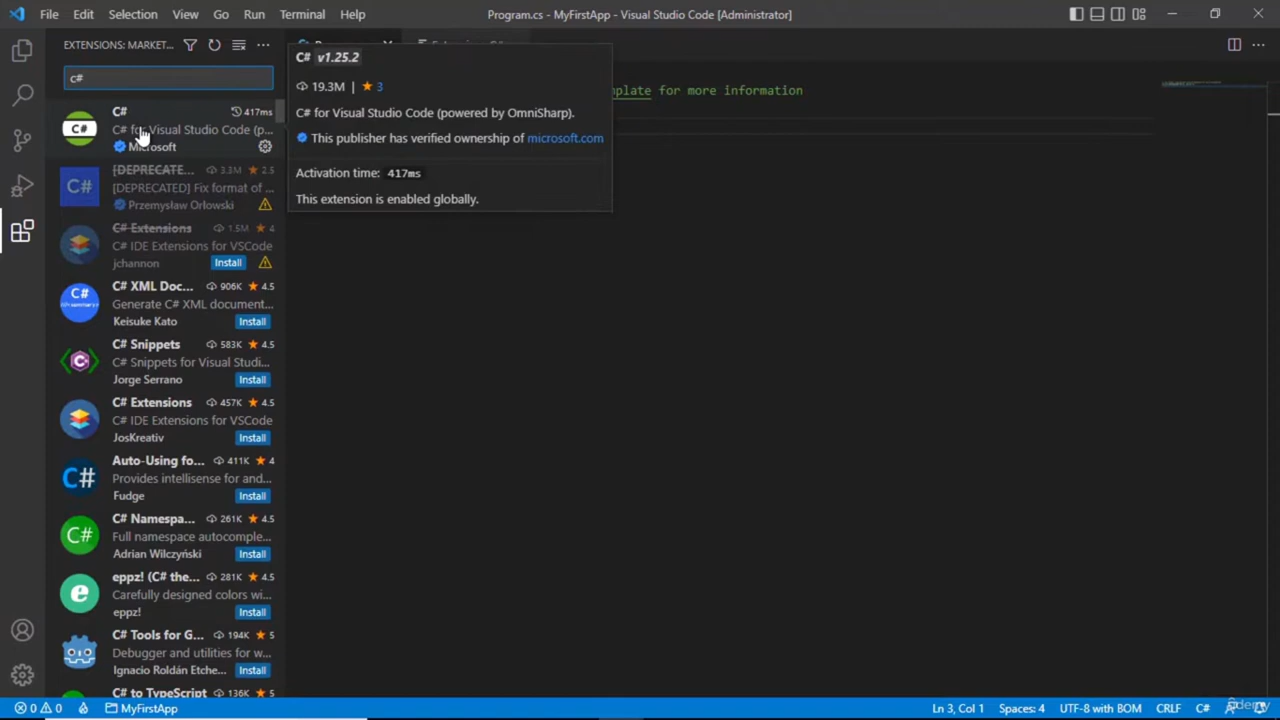 File Edit Selection View Go Run Terminal Help
Program.cs - MyFirstApp - Visual Studio Code [Administrator]
EXTENSIONS: MARKET...
c#
C# 417ms
C# for Visual Studio Code (p...
Microsoft
[DEPRECATE... 3.3M 2.5
[DEPRECATED] Fix format of ...
Przemysław Orłowski
C# Extensions 1.5M 4
C# IDE Extensions for VSCode
jchannon Install
C# XML Doc... 906K 4.5
Generate C# XML document...
Keisuke Kato Install
C# Snippets 583K 4.5
C# Snippets for Visual Studi...
Jorge Serrano Install
C# Extensions 457K 4.5
C# IDE Extensions for VSCode
JosKreativ Install
Auto-Using fo... 411K 4
Provides intellisense for and...
Fudge Install
C# Namespa... 261K 4.5
Full namespace autocomple...
Adrian Wilczyński Install
eppz! (C# the... 281K 4.5
Carefully designed colors wi...
eppz! Install
C# Tools for G... 194K 5
Debugger and utilities for w...
Ignacio Roldán Etche... Install
C# to TypeScript 136K 5
C# v1.25.2
19.3M | 3
C# for Visual Studio Code (powered by OmniSharp).
This publisher has verified ownership of microsoft.com
Activation time: 417ms
This extension is enabled globally.
mplate for more information
0 0 MyFirstApp
Ln 3, Col 1 Spaces: 4 UTF-8 with BOM CRLF C#